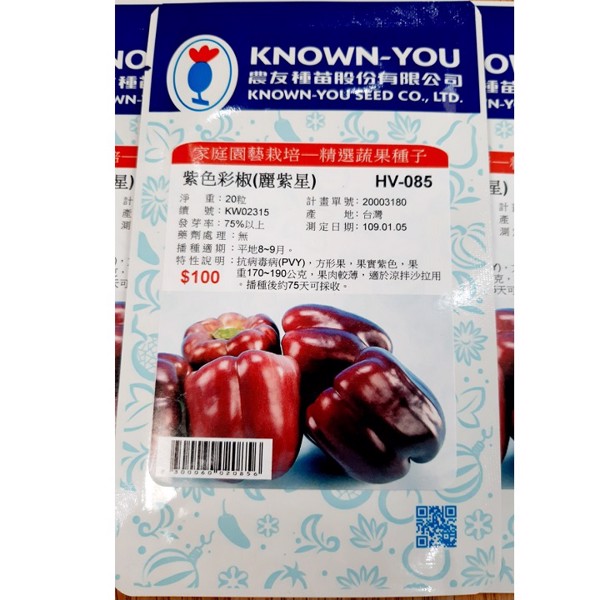 KNOWN-YOU
農友種苗股份有限公司
KNOWN-YOU SEED CO., LTD.
家庭園藝栽培—精選蔬果種子
紫色彩椒(麗紫星) HV-085
淨 重:20粒 計畫單號:20003180
續 號:KW02315 產 地:台灣
發芽率:75%以上 測定日期:109.01.05
藥劑處理:無
播種適期:平地8~9月。
特性說明:抗病毒病(PVY),方形果,果實紫色,果
重170~190公克,果肉較薄,適於涼拌沙拉用
。播種後約75天可採收。
$100